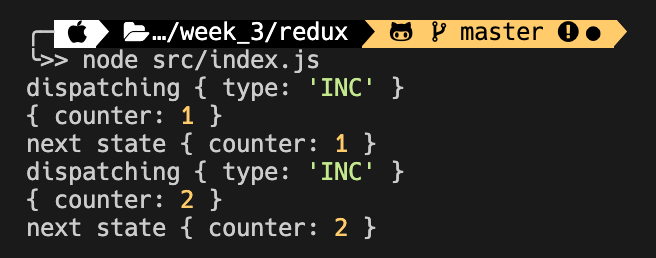 …/week_3/redux master
>> node src/index.js
dispatching { type: 'INC' }
{ counter: 1 }
next state { counter: 1 }
dispatching { type: 'INC' }
{ counter: 2 }
next state { counter: 2 }